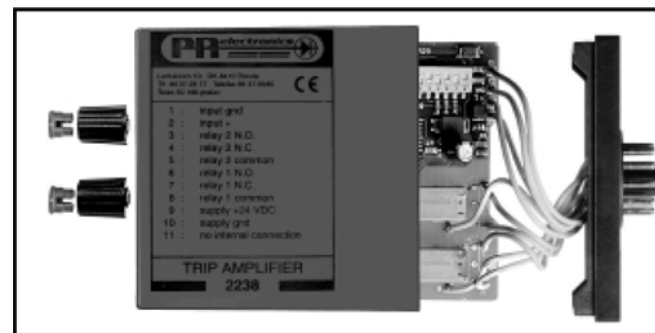 PR electronics
1 : input gnd
2 : input +
3 : relay 2 N.O.
4 : relay 2 N.C.
5 : relay 2 common
6 : relay 1 N.O.
7 : relay 1 N.C.
8 : relay 1 common
9 : supply +24 VDC
10 : supply gnd
11 : no internal connection
TRIP AMPLIFIER
2238